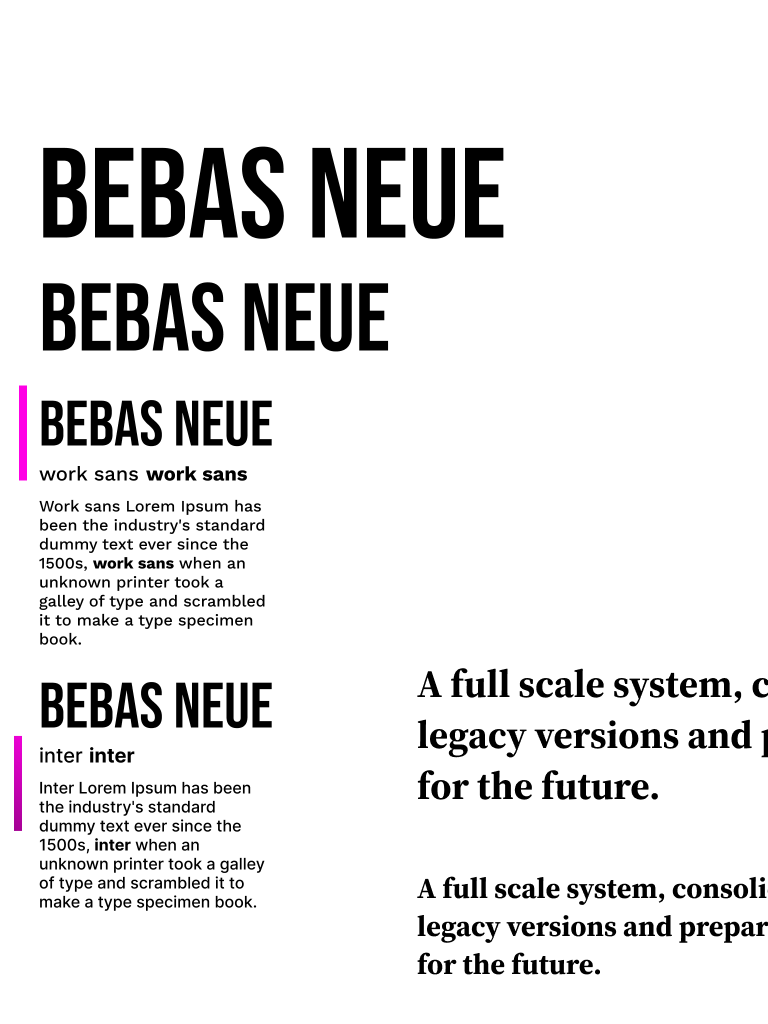 BEBAS NEUE
BEBAS NEUE
BEBAS NEUE
work sans work sans
Work sans Lorem Ipsum has
been the industry's standard
dummy text ever since the
1500s, work sans when an
unknown printer took a
galley of type and scrambled
it to make a type specimen
book.
BEBAS NEUE
inter inter
Inter Lorem Ipsum has been
the industry's standard
dummy text ever since the
1500s, inter when an
unknown printer took a galley
of type and scrambled it to
make a type specimen book.
A full scale system,
legacy versions and
for the future.
A full scale system, consoli
legacy versions and prepar
for the future.